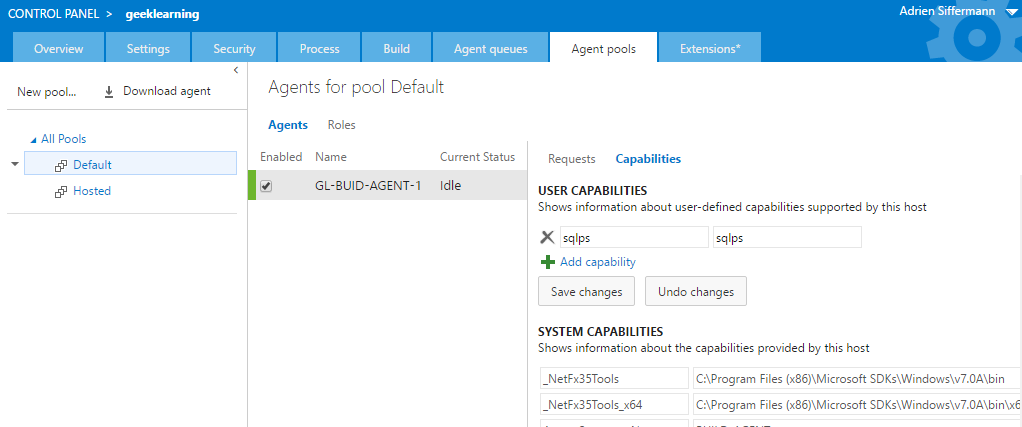 CONTROL PANEL > geeklearning
Adrien Siffermann
Overview Settings Security Process Build Agent queues Agent pools Extensions*
New pool... Download agent
All Pools
Default
Hosted
Agents for pool Default
Agents Roles
Enabled Name Current Status
GL-BUID-AGENT-1 Idle
Requests Capabilities
USER CAPABILITIES
Shows information about user-defined capabilities supported by this host
sqlps sqlps
Add capability
Save changes Undo changes
SYSTEM CAPABILITIES
Shows information about the capabilities provided by this host
_NetFx35Tools C:\Program Files (x86)\Microsoft SDKs\Windows\v7.0A\bin
_NetFx35Tools_x64 C:\Program Files (x86)\Microsoft SDKs\Windows\v7.0A\bin\x6